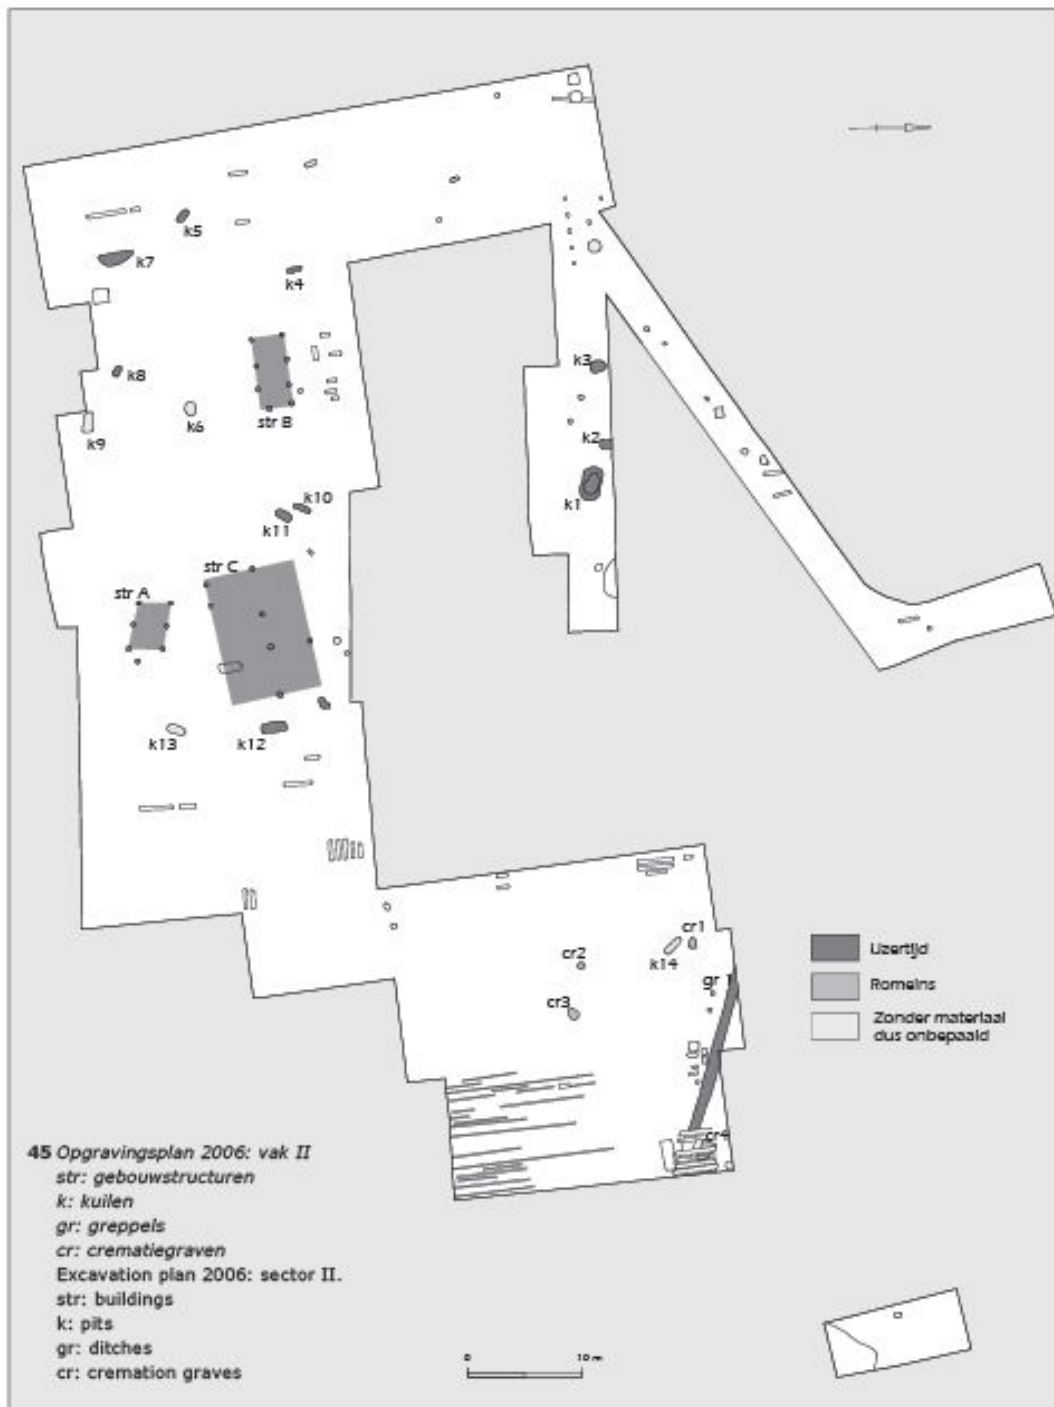 k5
k7
k4
k3
k8
k6
k2
k9
str B
k1
k10
k11
str C
str A
k13
k12
cr1
cr2
k14
gr 1
cr3
cr4
IJzertijd
Romeins
Zonder materiaal
dus onbepaald
45 Opgravingsplan 2006: vak II
str: gebouwstructuren
k: kuilen
gr: greppels
cr: crematiegraven
Excavation plan 2006: sector II.
str: buildings
k: pits
gr: ditches
cr: cremation graves
0 10 m